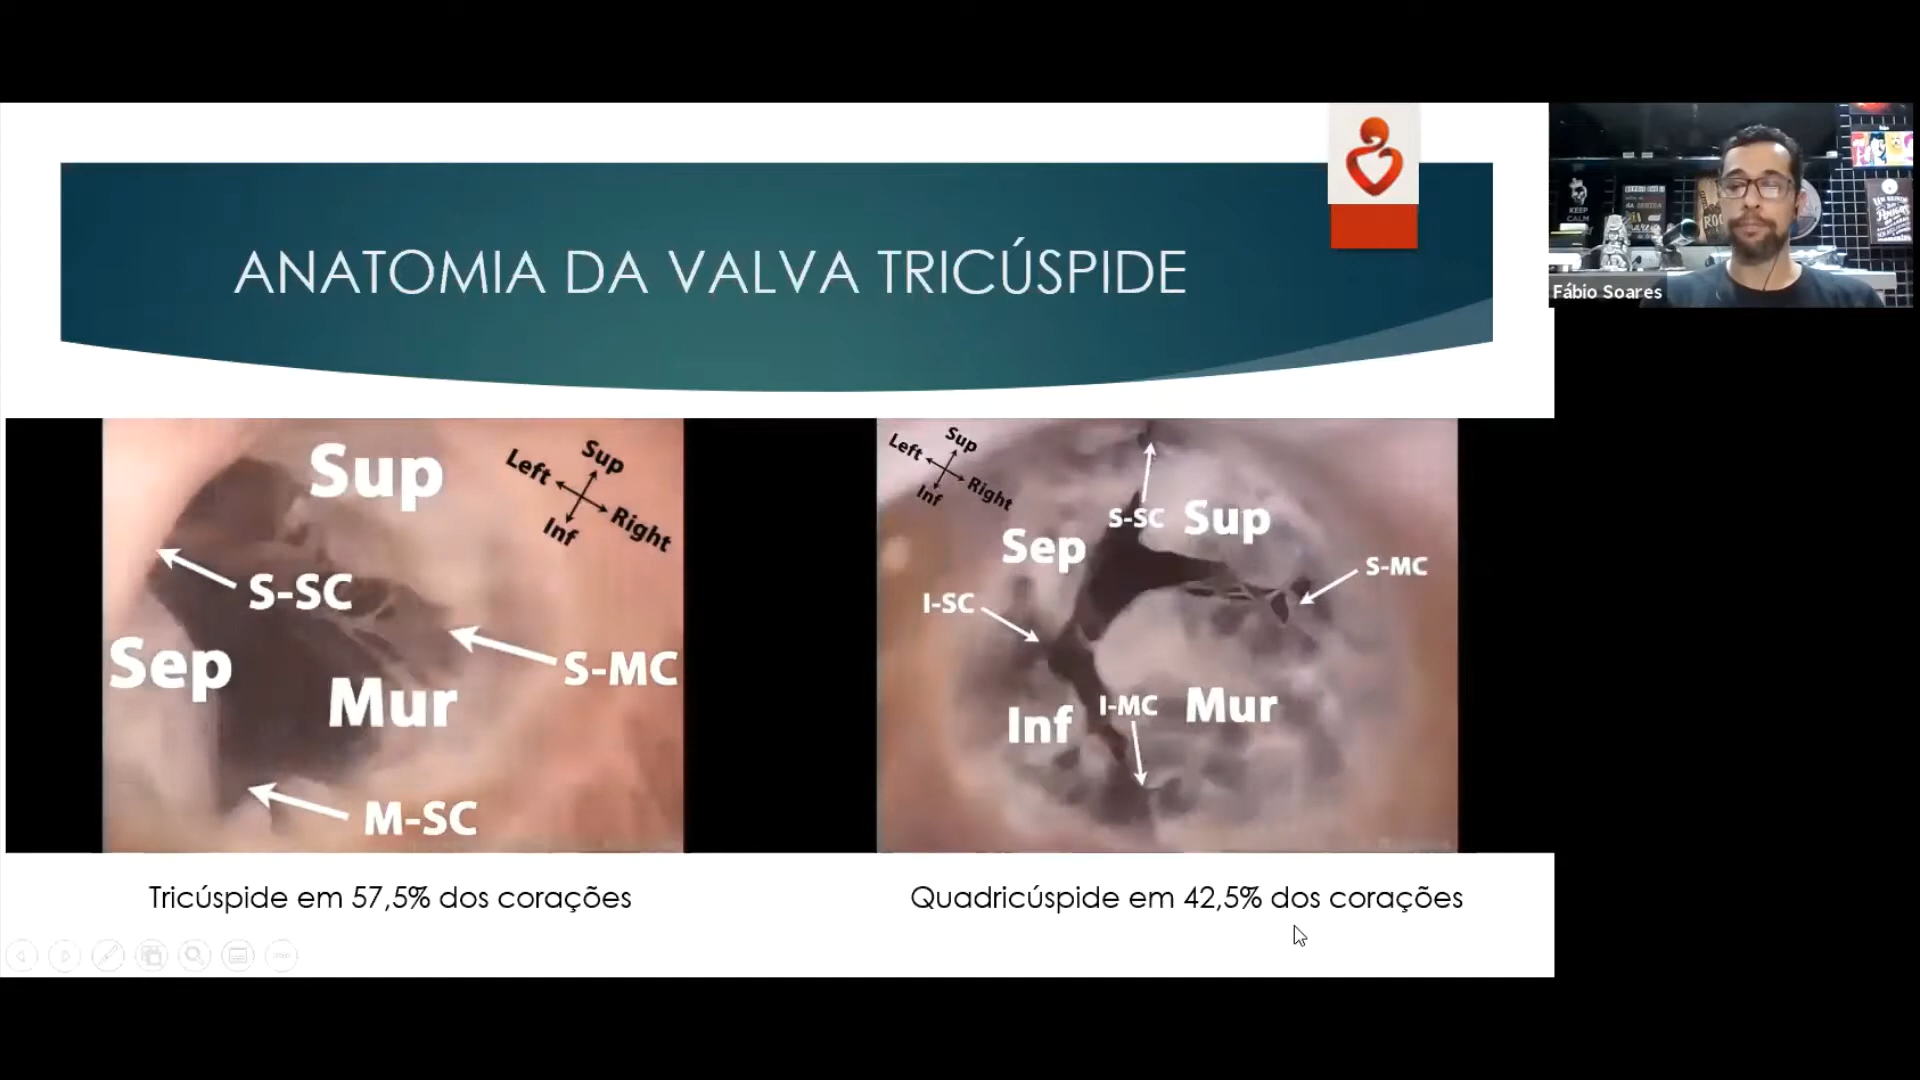 ANATOMIA DA VALVA TRICÚSPIDE
Fábio Soares
KEEP
CALM
Sup
Left
Sup
Right
Inf
S-SC
Sep
S-MC
Mur
M-SC
Tricúspide em 57,5% dos corações
Left
Sup
Right
Inf
S-SC
Sup
Sep
S-MC
I-SC
Inf
I-MC
Mur
Quadricúspide em 42,5% dos corações